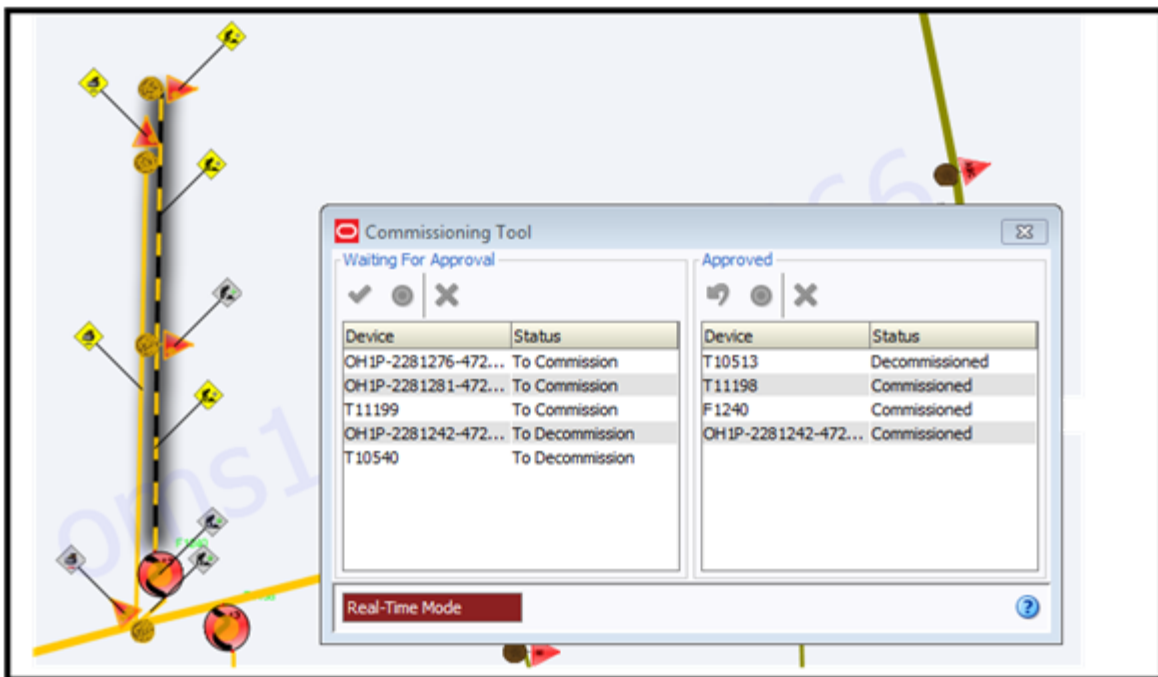 Commissioning Tool
Waiting For Approval
Device Status
OH1P-2281276-472... To Commission
OH1P-2281281-472... To Commission
T11199 To Commission
OH1P-2281242-472... To Decommission
T10540 To Decommission
Approved
Device Status
T10513 Decommissioned
T11198 Commissioned
F1240 Commissioned
OH1P-2281242-472... Commissioned
Real-Time Mode
?
oms1
66